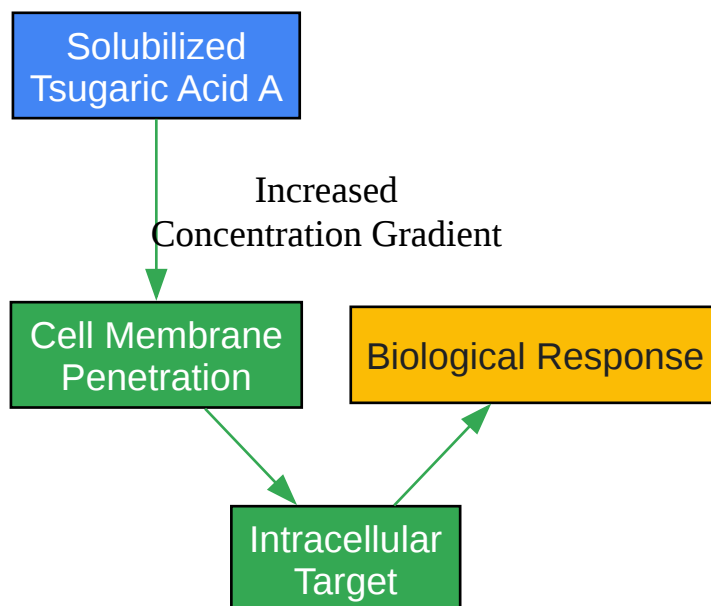 Solubilized
Tsugaric Acid A
Increased
Concentration Gradient
Cell Membrane
Penetration
Biological Response
Intracellular
Target